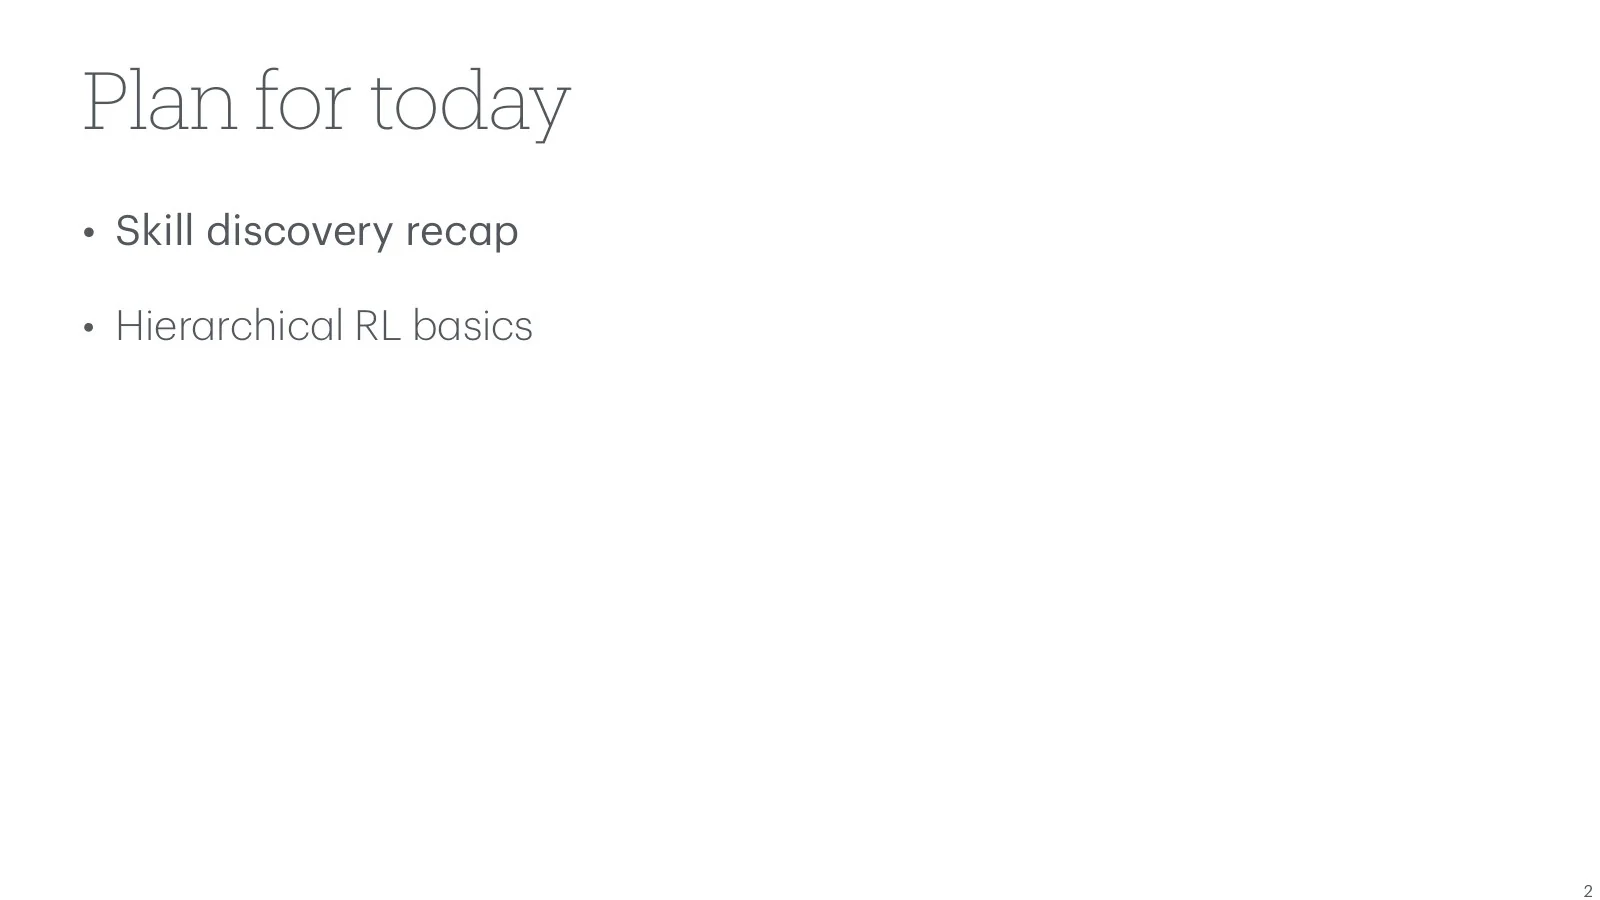 Plan for today
• Skill discovery recap
• Hierarchical RL basics
2